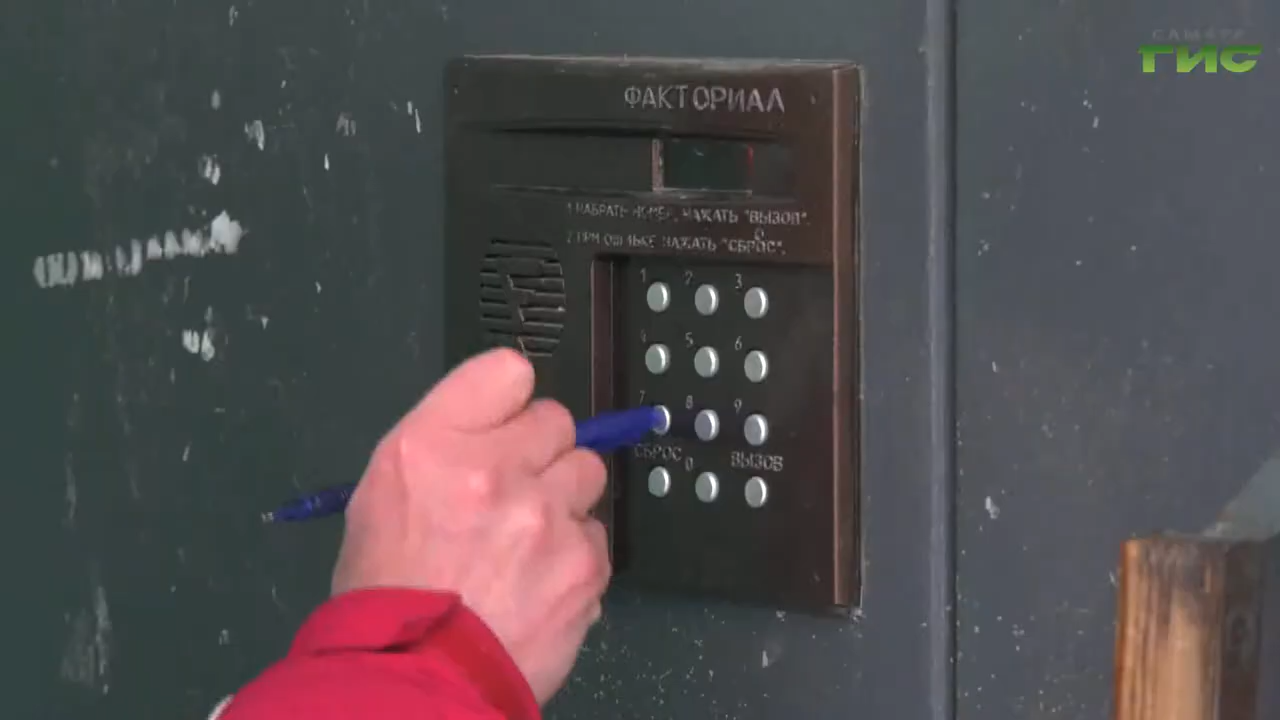 САМАРА
ГИС
ФАКТОРИАЛ
1 НАБРАТЬ НОМЕР, НАЖАТЬ "ВЫЗОВ".
2 ПРИ ОШИБКЕ НАЖАТЬ "СБРОС".
1 2 3
4 5 6
7 8 9
СБРОС 0 ВЫЗОВ